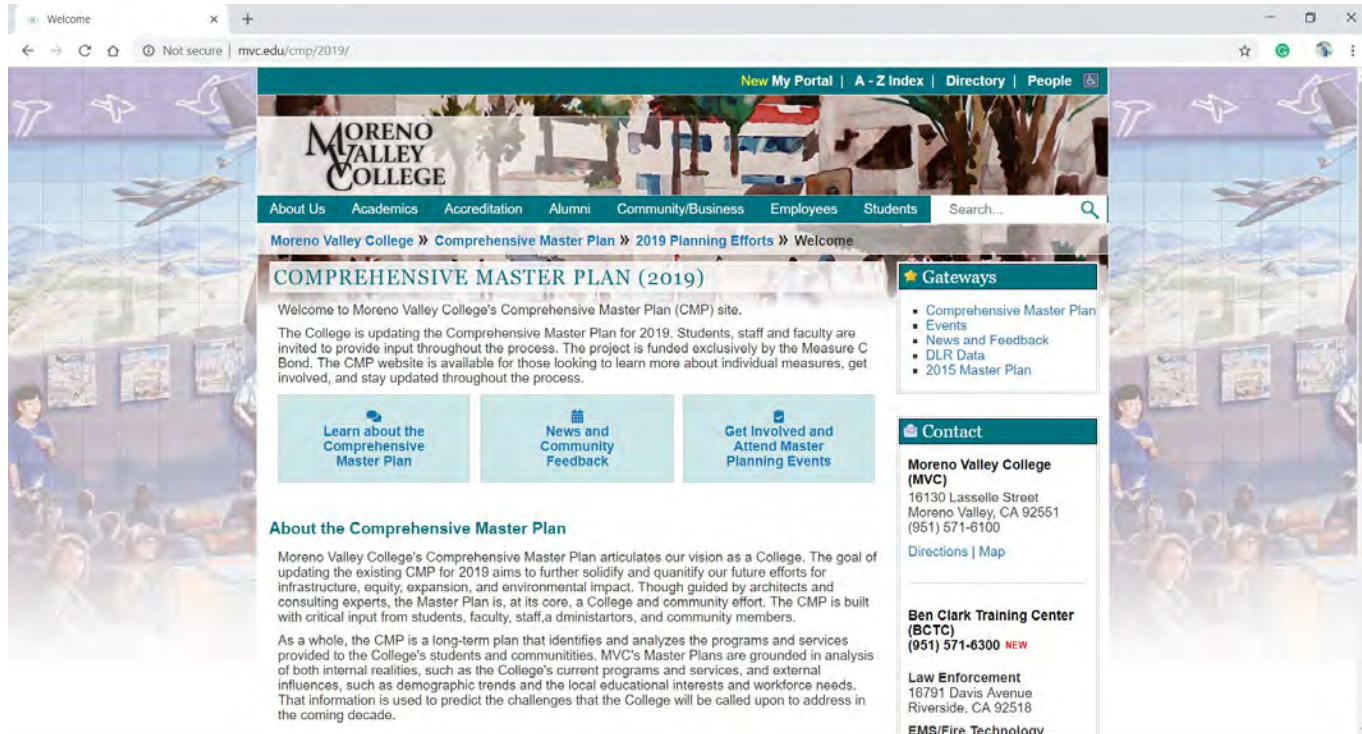 Welcome
Not secure | mvc.edu/cmp/2019/
New My Portal | A - Z Index | Directory | People
MORENO
VALLEY
COLLEGE
About Us Academics Accreditation Alumni Community/Business Employees Students Search...
Moreno Valley College » Comprehensive Master Plan » 2019 Planning Efforts » Welcome
COMPREHENSIVE MASTER PLAN (2019)
Welcome to Moreno Valley College's Comprehensive Master Plan (CMP) site.
The College is updating the Comprehensive Master Plan for 2019. Students, staff and faculty are
invited to provide input throughout the process. The project is funded exclusively by the Measure C
Bond. The CMP website is available for those looking to learn more about individual measures, get
involved, and stay updated throughout the process.
Learn about the
Comprehensive
Master Plan
News and
Community
Feedback
Get Involved and
Attend Master
Planning Events
About the Comprehensive Master Plan
Moreno Valley College's Comprehensive Master Plan articulates our vision as a College. The goal of
updating the existing CMP for 2019 aims to further solidify and quanitify our future efforts for
infrastructure, equity, expansion, and environmental impact. Though guided by architects and
consulting experts, the Master Plan is, at its core, a College and community effort. The CMP is built
with critical input from students, faculty, staff,a dministartors, and community members.
As a whole, the CMP is a long-term plan that identifies and analyzes the programs and services
provided to the College's students and communitities. MVC's Master Plans are grounded in analysis
of both internal realities, such as the College's current programs and services, and external
influences, such as demographic trends and the local educational interests and workforce needs.
That information is used to predict the challenges that the College will be called upon to address in
the coming decade.
Gateways
Comprehensive Master Plan
Events
News and Feedback
DLR Data
2015 Master Plan
Contact
Moreno Valley College
(MVC)
16130 Lasselle Street
Moreno Valley, CA 92551
(951) 571-6100
Directions | Map
Ben Clark Training Center
(BCTC)
(951) 571-6300 NEW
Law Enforcement
16791 Davis Avenue
Riverside, CA 92518
EMS/Fire Technology